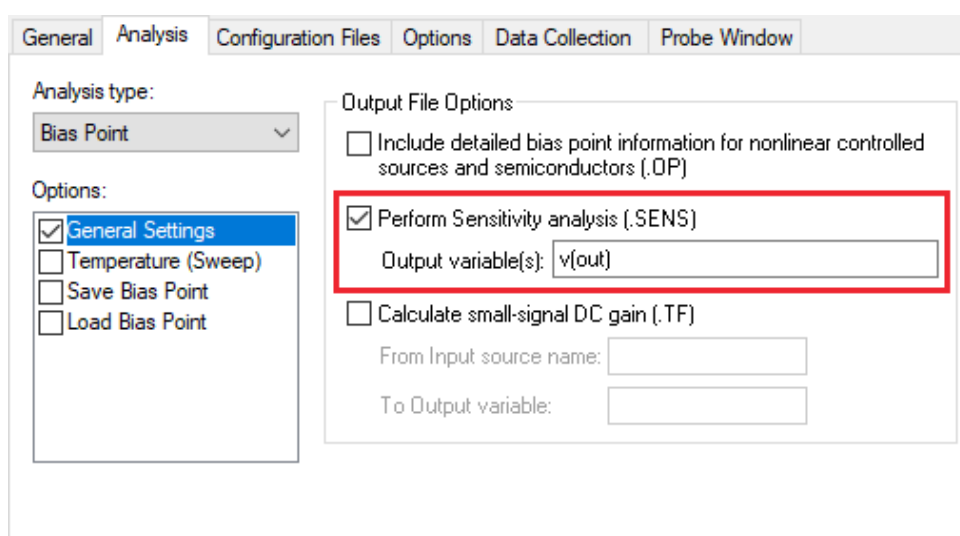 General Analysis Configuration Files Options Data Collection Probe Window
Analysis type:
Bias Point
Options:
General Settings
Temperature (Sweep)
Save Bias Point
Load Bias Point
Output File Options
Include detailed bias point information for nonlinear controlled
sources and semiconductors (.OP)
Perform Sensitivity analysis (.SENS)
Output variable(s): v(out)
Calculate small-signal DC gain (.TF)
From Input source name:
To Output variable: